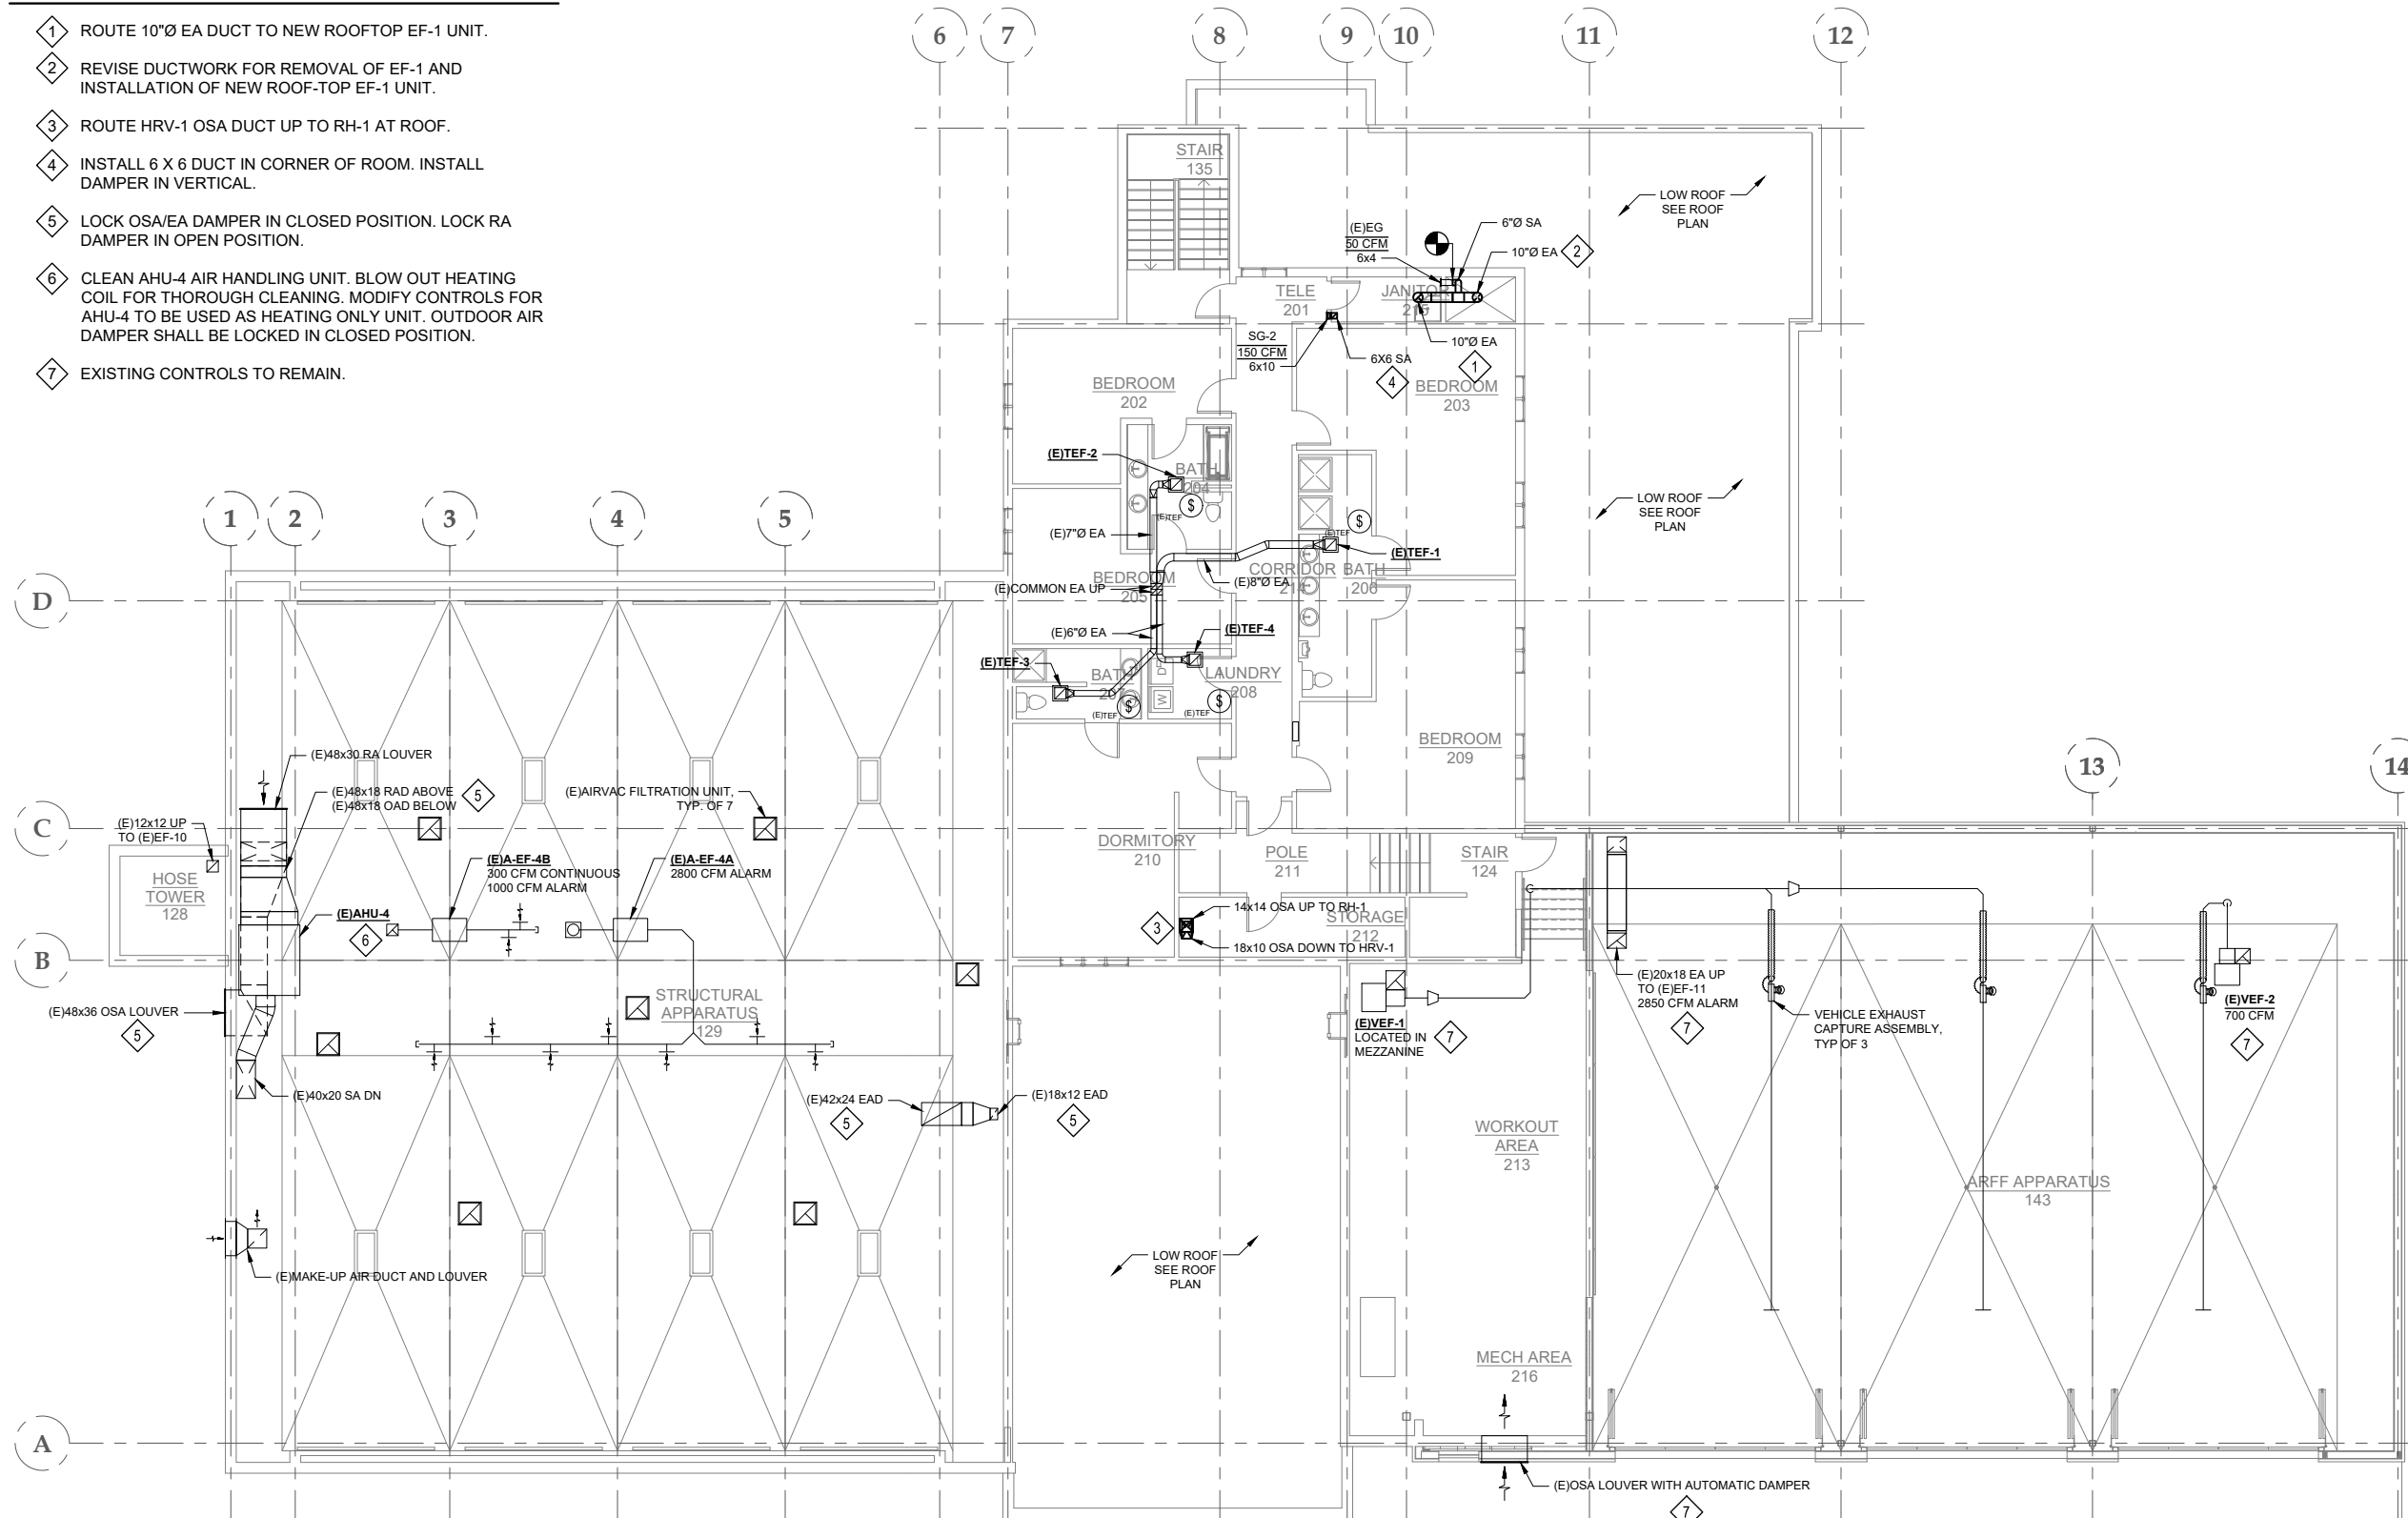 1 ROUTE 10"Ø EA DUCT TO NEW ROOFTOP EF-1 UNIT.
2 REVISE DUCTWORK FOR REMOVAL OF EF-1 AND
INSTALLATION OF NEW ROOF-TOP EF-1 UNIT.
3 ROUTE HRV-1 OSA DUCT UP TO RH-1 AT ROOF.
4 INSTALL 6 X 6 DUCT IN CORNER OF ROOM. INSTALL
DAMPER IN VERTICAL.
5 LOCK OSA/EA DAMPER IN CLOSED POSITION. LOCK RA
DAMPER IN OPEN POSITION.
6 CLEAN AHU-4 AIR HANDLING UNIT. BLOW OUT HEATING
COIL FOR THOROUGH CLEANING. MODIFY CONTROLS FOR
AHU-4 TO BE USED AS HEATING ONLY UNIT. OUTDOOR AIR
DAMPER SHALL BE LOCKED IN CLOSED POSITION.
7 EXISTING CONTROLS TO REMAIN.
6 7 8 9 10 11 12
STAIR
135
LOW ROOF
SEE ROOF
PLAN
(E)EG
50 CFM
6x4
6"Ø SA
10"Ø EA 2
TELE
201
JANITOR
215
SG-2
150 CFM
6x10
6X6 SA
4
10"Ø EA
1
BEDROOM
202
BEDROOM
203
(E)TEF-2
BATH
204
$
(E)TEF
(E)7"Ø EA
$
(E)TEF
(E)TEF-1
LOW ROOF
SEE ROOF
PLAN
1 2 3 4 5
D
BEDROOM
205
(E)COMMON EA UP
(E)8"Ø EA
CORRIDOR
214
BATH
206
(E)6"Ø EA
(E)TEF-4
(E)TEF-3
BATH
207
D
W
LAUNDRY
208
$
(E)TEF
$
(E)TEF
BEDROOM
209
13 14
(E)48x30 RA LOUVER
(E)48x18 RAD ABOVE
(E)48x18 OAD BELOW
5
(E)AIRVAC FILTRATION UNIT,
TYP. OF 7
C
(E)12x12 UP
TO (E)EF-10
HOSE
TOWER
128
(E)A-EF-4B
300 CFM CONTINUOUS
1000 CFM ALARM
(E)A-EF-4A
2800 CFM ALARM
DORMITORY
210
POLE
211
STAIR
124
(E)AHU-4
6
3
14x14 OSA UP TO RH-1
STORAGE
212
18x10 OSA DOWN TO HRV-1
B
(E)48x36 OSA LOUVER
5
STRUCTURAL
APPARATUS
129
(E)VEF-1
LOCATED IN
MEZZANINE
7
(E)20x18 EA UP
TO (E)EF-11
2850 CFM ALARM
7
VEHICLE EXHAUST
CAPTURE ASSEMBLY,
TYP OF 3
(E)VEF-2
700 CFM
7
(E)40x20 SA DN
(E)42x24 EAD
5
(E)18x12 EAD
5
WORKOUT
AREA
213
ARFF APPARATUS
143
LOW ROOF
SEE ROOF
PLAN
(E)MAKE-UP AIR DUCT AND LOUVER
MECH AREA
216
A
(E)OSA LOUVER WITH AUTOMATIC DAMPER
7